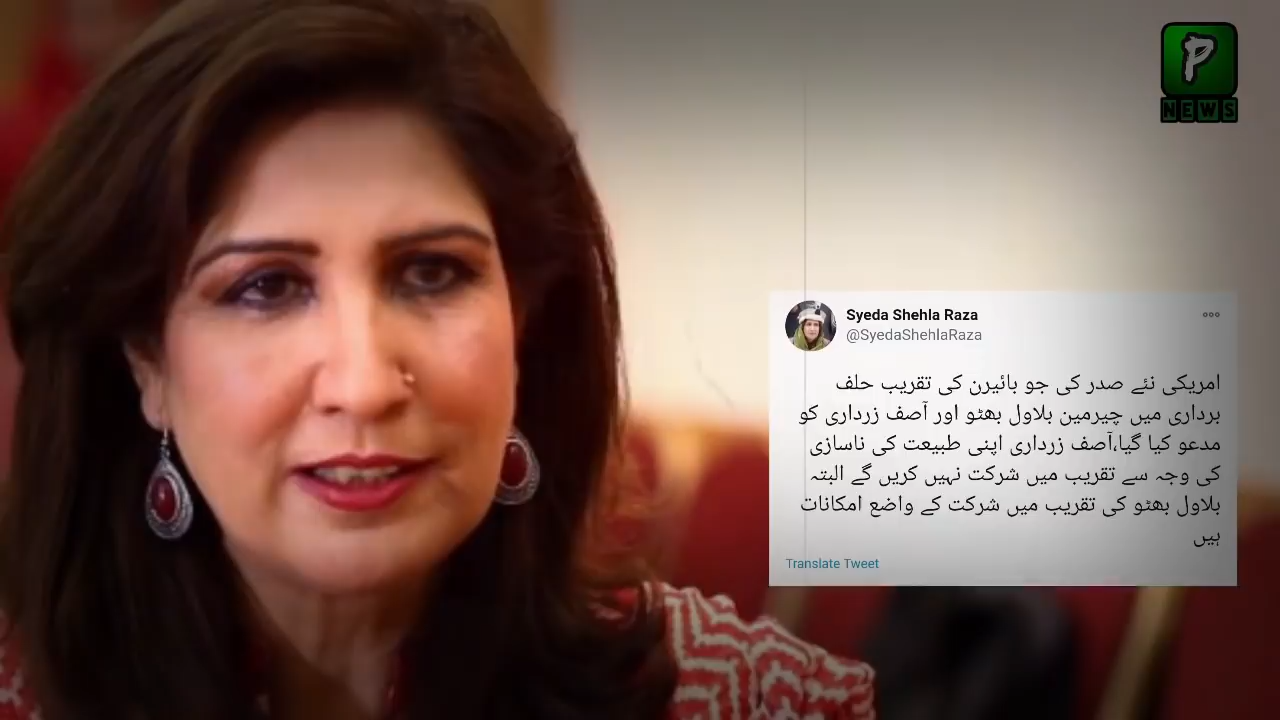 P
NEWS
Syeda Shehla Raza
@SyedaShehlaRaza
امریکی نئے صدر کی جو بائیرن کی تقریب حلف
برداری میں چیرمین بلاول بھٹو اور آصف زرداری کو
مدعو کیا گیا،آصف زرداری اپنی طبیعت کی ناسازی
کی وجہ سے تقریب میں شرکت نہیں کریں گے البتہ
بلاول بھٹو کی تقریب میں شرکت کے واضع امکانات
ہیں
Translate Tweet